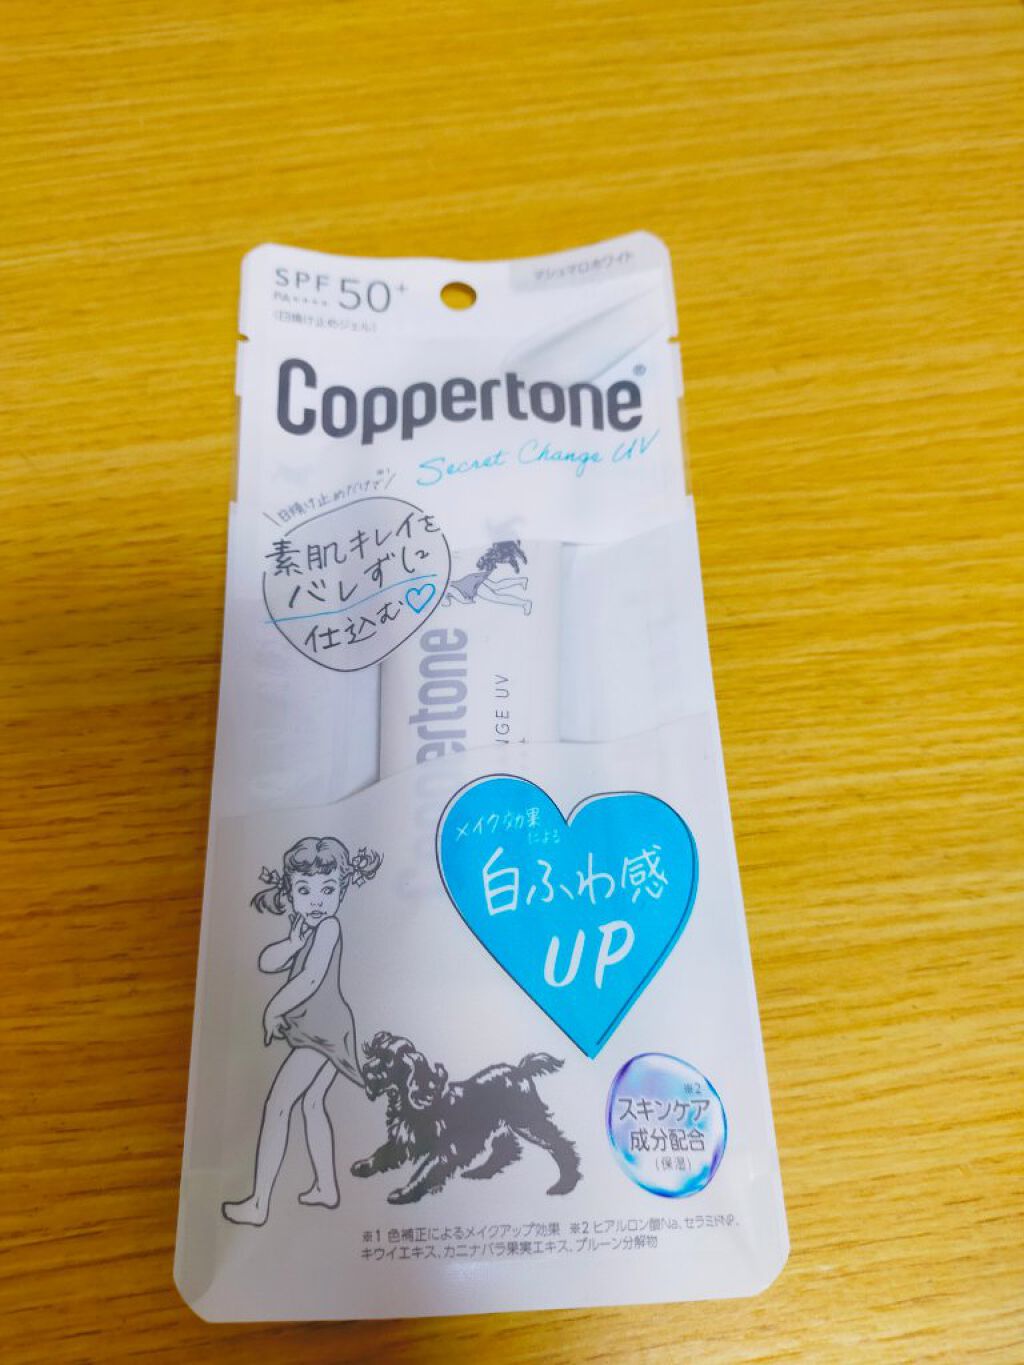 SPF 50+
PA++++
(日焼け止めジェル)
マシュマロホワイト
Coppertone®
Secret Change UV
日焼け止めだけで※1
素肌キレイを
バレずに
仕込む♡
Coppertone
NGE UV
メイク効果
による
白ふわ感
UP
※2
スキンケア
成分配合
(保湿)
※1 色補正によるメイクアップ効果 ※2 ヒアルロン酸Na、セラミドNP、
キウイエキス、カニナバラ果実エキス、プルーン分解物